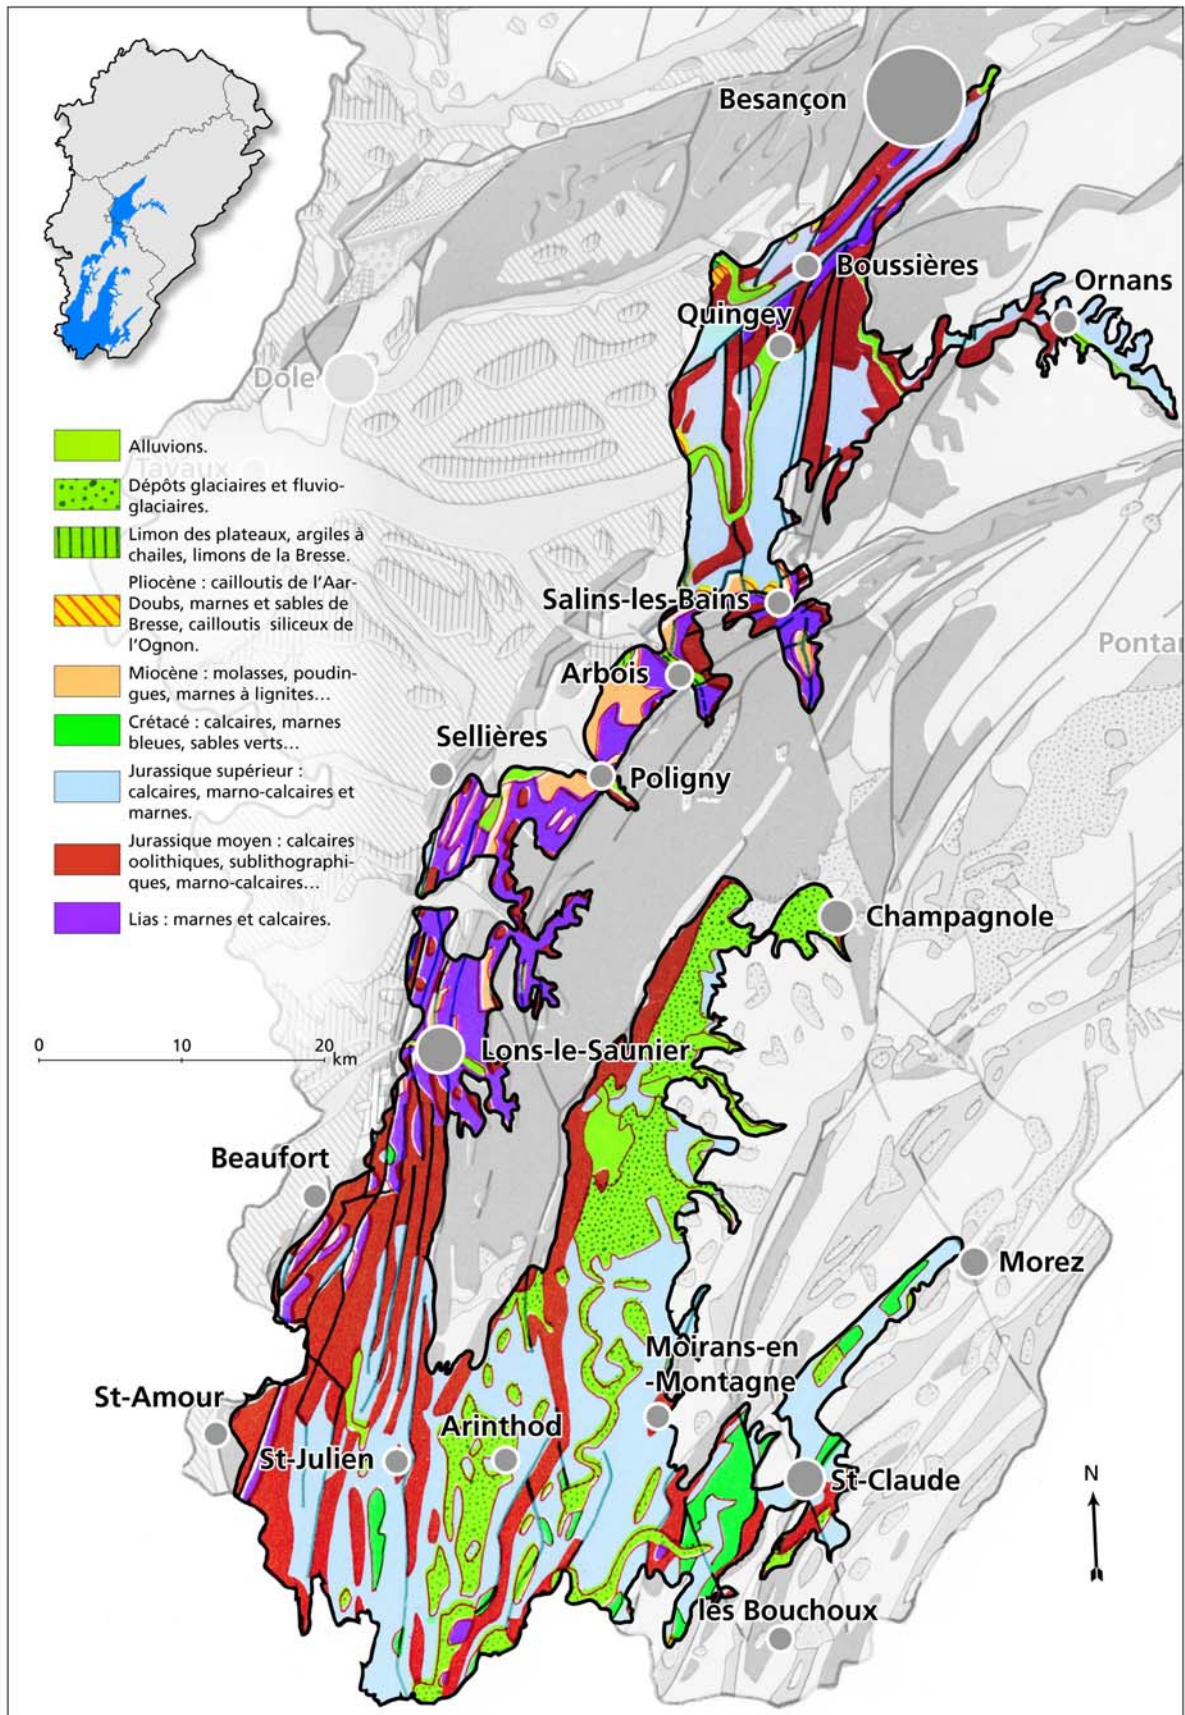 Besançon
Boussières
Ornans
Quingey
Dole
Alluvions.
Tavaux
Dépôts glaciaires et fluvio-
glaciaires.
Limon des plateaux, argiles à
chailes, limons de la Bresse.
Pliocène : cailloutis de l’Aar-
Doubs, marnes et sables de
Bresse, cailloutis siliceux de
l’Ognon.
Miocène : molasses, poudin-
gues, marnes à lignites…
Crétacé : calcaires, marnes
bleues, sables verts…
Jurassique supérieur :
calcaires, marno-calcaires et
marnes.
Jurassique moyen : calcaires
oolithiques, sublithographi-
ques, marno-calcaires…
Lias : marnes et calcaires.
Salins-les-Bains
Pontar
Arbois
Sellières
Poligny
Champagnole
0 10 20 km
Lons-le-Saunier
Beaufort
Morez
Moirans-en
-Montagne
St-Amour
Arinthod
St-Julien
St-Claude
N
les Bouchoux